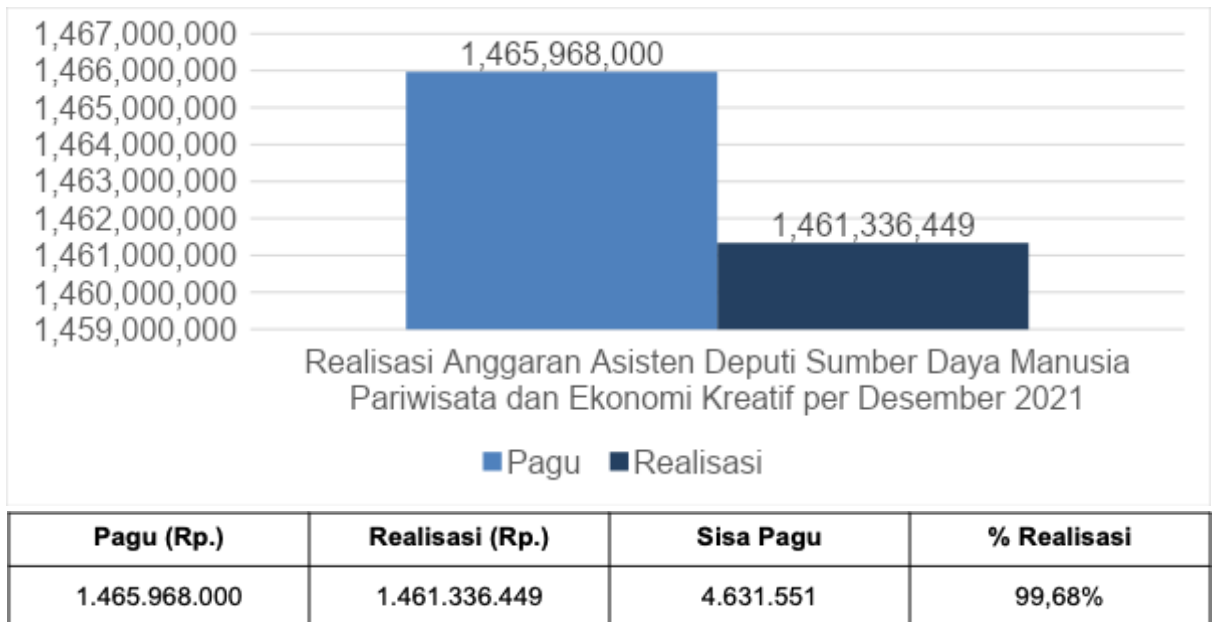 1,467,000,000
1,466,000,000
1,465,000,000
1,464,000,000
1,463,000,000
1,462,000,000
1,461,000,000
1,460,000,000
1,459,000,000
1,465,968,000
1,461,336,449
Realisasi Anggaran Asisten Deputi Sumber Daya Manusia
Pariwisata dan Ekonomi Kreatif per Desember 2021
Pagu Realisasi
Pagu (Rp.) Realisasi (Rp.) Sisa Pagu % Realisasi
1.465.968.000 1.461.336.449 4.631.551 99,68%